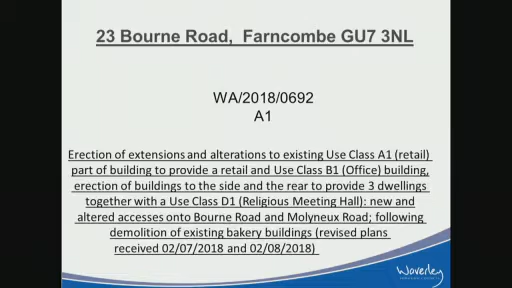 23 Bourne Road, Farncombe GU7 3NL
WA/2018/0692
A1
Erection of extensions and alterations to existing Use Class A1 (retail)
part of building to provide a retail and Use Class B1 (Office) building,
erection of buildings to the side and the rear to provide 3 dwellings
together with a Use Class D1 (Religious Meeting Hall): new and
altered accesses onto Bourne Road and Molyneux Road; following
demolition of existing bakery buildings (revised plans
received 02/07/2018 and 02/08/2018)
Waverley